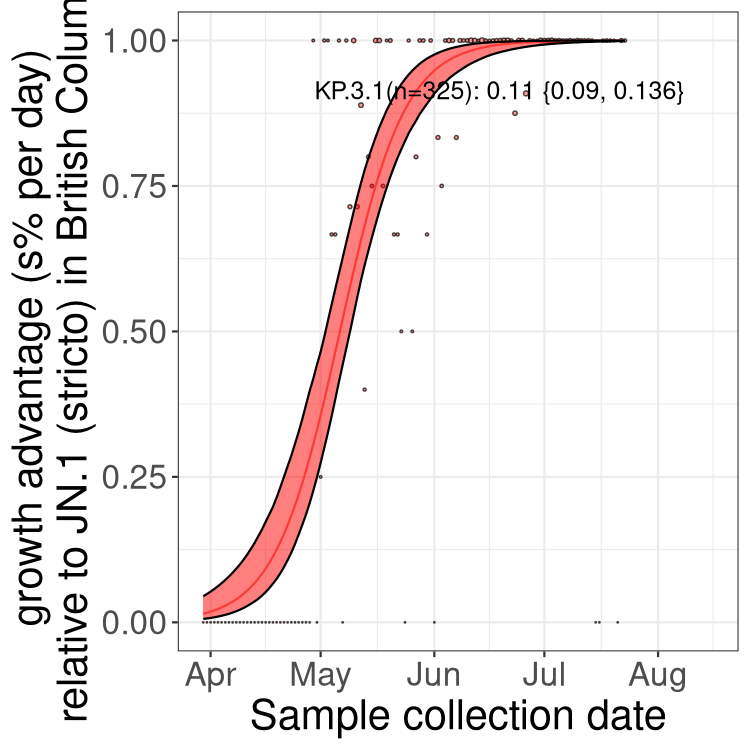 growth advantage (s% per day)
relative to JN.1 (stricto) in British Colum
1.00
0.75
0.50
0.25
0.00
KP.3.1(n=325): 0.11 {0.09, 0.136}
Apr May Jun Jul Aug
Sample collection date